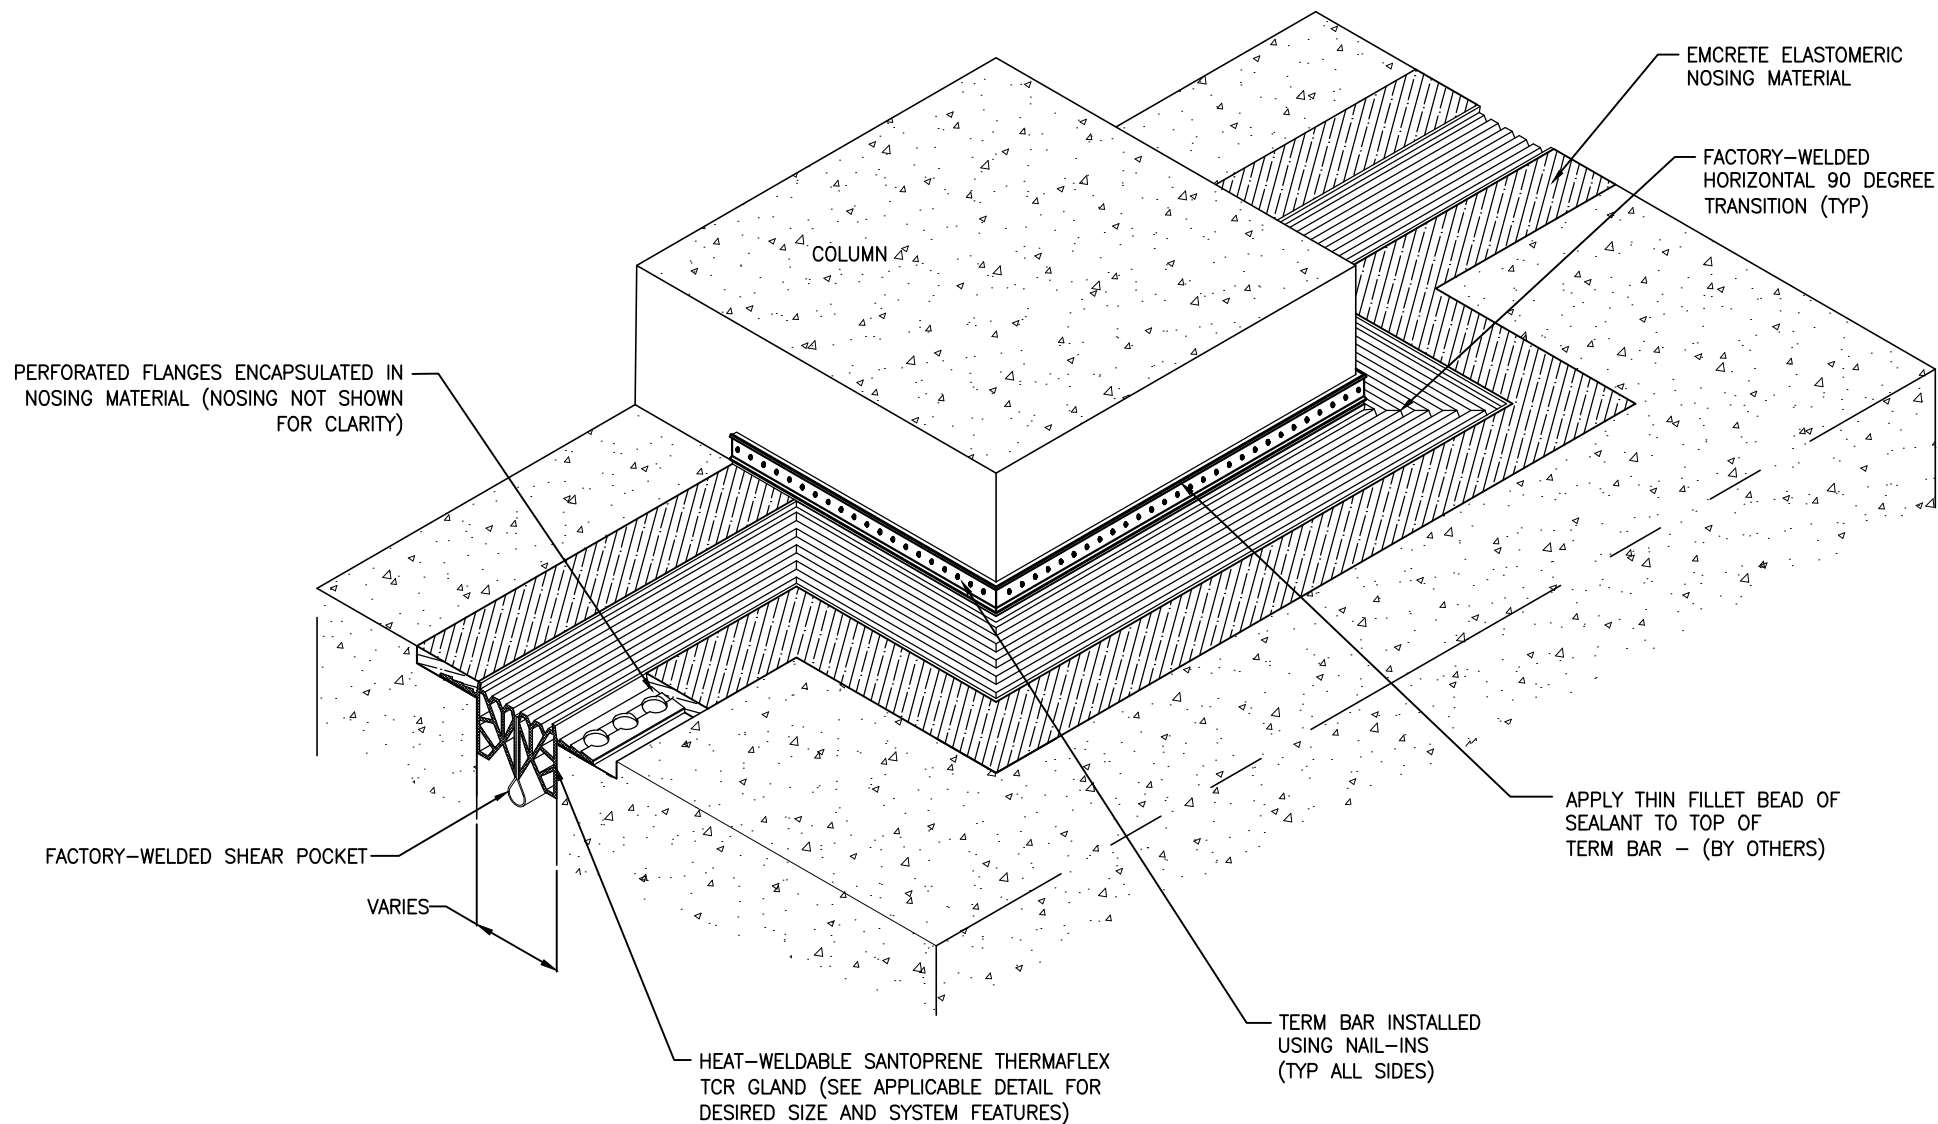 EMCRETE ELASTOMERIC
NOSING MATERIAL
FACTORY-WELDED
HORIZONTAL 90 DEGREE
TRANSITION (TYP)
COLUMN
PERFORATED FLANGES ENCAPSULATED IN
NOSING MATERIAL (NOSING NOT SHOWN
FOR CLARITY)
APPLY THIN FILLET BEAD OF
SEALANT TO TOP OF
TERM BAR - (BY OTHERS)
FACTORY-WELDED SHEAR POCKET
VARIES
TERM BAR INSTALLED
USING NAIL-INS
(TYP ALL SIDES)
HEAT-WELDABLE SANTOPRENE THERMAFLEX
TCR GLAND (SEE APPLICABLE DETAIL FOR
DESIRED SIZE AND SYSTEM FEATURES)